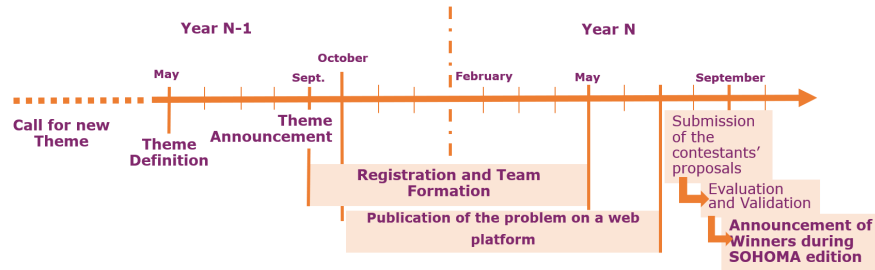 Year N-1
Year N
October
May
Sept.
February
May
September
Call for new
Theme
Theme
Definition
Theme
Announcement
Submission
of the
contestants'
proposals
Registration and Team
Formation
Evaluation
and Validation
Publication of the problem on a web
platform
Announcement of
Winners during
SOHOMA edition